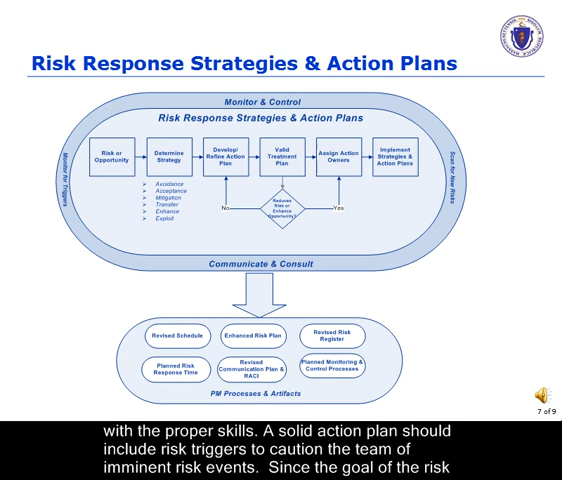 Risk Response Strategies & Action Plans
Monitor & Control
Risk Response Strategies & Action Plans
Monitor for Triggers
Scan for New Risks
Risk or
Opportunity
Determine
Strategy
Develop/
Refine Action
Plan
Valid
Treatment
Plan
Assign Action
Owners
Implement
Strategies &
Action Plans
Avoidance
Acceptance
Mitigation
Transfer
Enhance
Exploit
No
Reduces
Risk or
Enhance
Opportunity?
Yes
Communicate & Consult
Revised Schedule
Enhanced Risk Plan
Revised Risk
Register
Planned Risk
Response Time
Revised
Communication Plan &
RACI
Planned Monitoring &
Control Processes
PM Processes & Artifacts
7 of 9
with the proper skills. A solid action plan should
include risk triggers to caution the team of
imminent risk events.  Since the goal of the risk